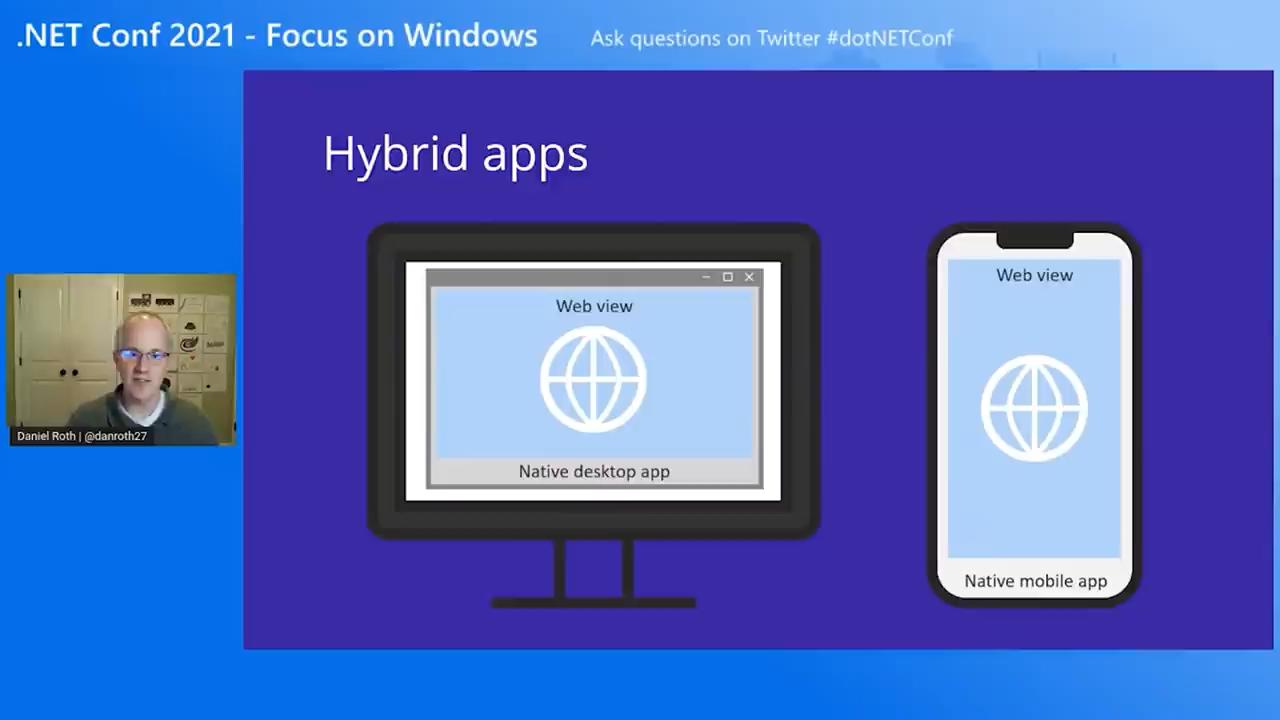 .NET Conf 2021 - Focus on Windows
Ask questions on Twitter #dotNETConf
Hybrid apps
Web view
Native desktop app
Web view
Native mobile app
Daniel Roth | @danroth27